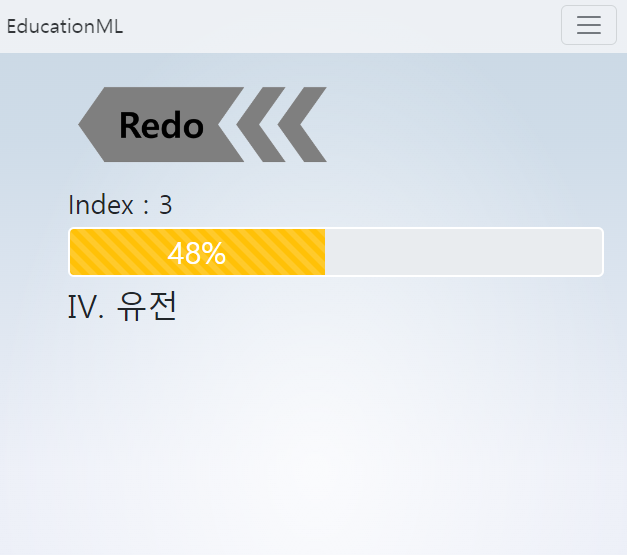 EducationML
Redo
Index : 3
48%
IV. 유전